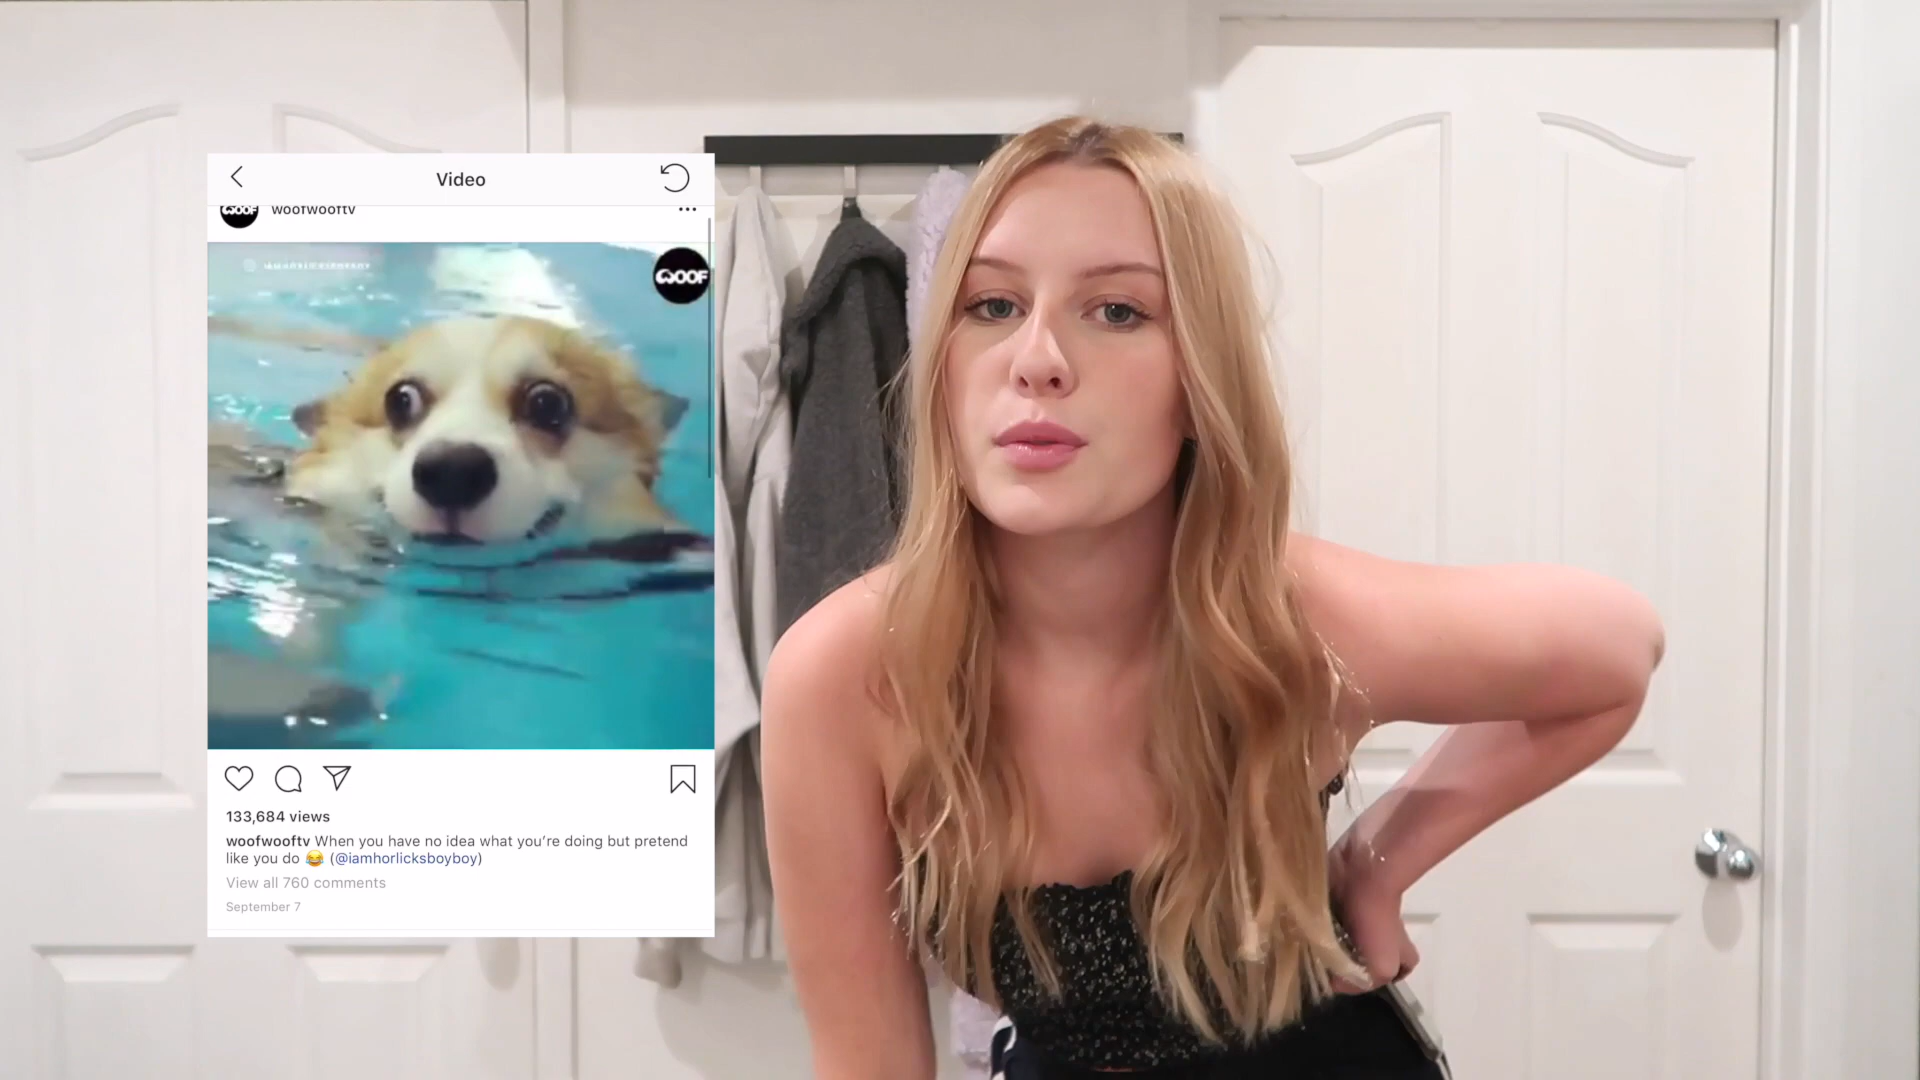 Video
woofwooftv
WOOF
WOOF
133,684 views
woofwooftv When you have no idea what you're doing but pretend
like you do 😂 (@iamhorlicksboyboy)
View all 760 comments
September 7